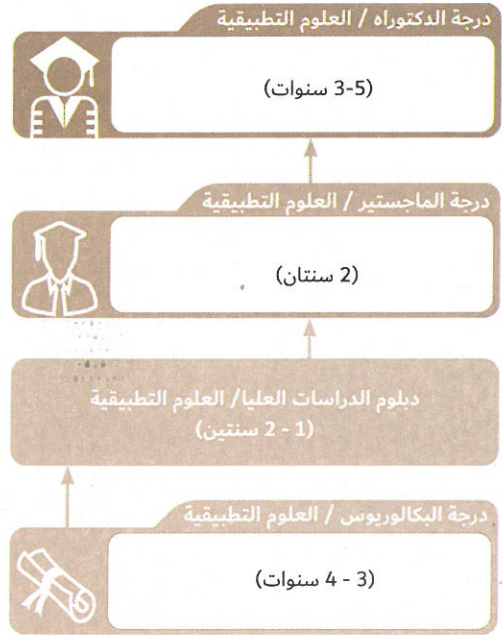 درجة الدكتوراه / العلوم التطبيقية
(3-5 سنوات)
درجة الماجستير / العلوم التطبيقية
(2 سنتان)
دبلوم الدراسات العليا/ العلوم التطبيقية
(1 - 2 سنتين)
درجة البكالوريوس / العلوم التطبيقية
(3 - 4 سنوات)